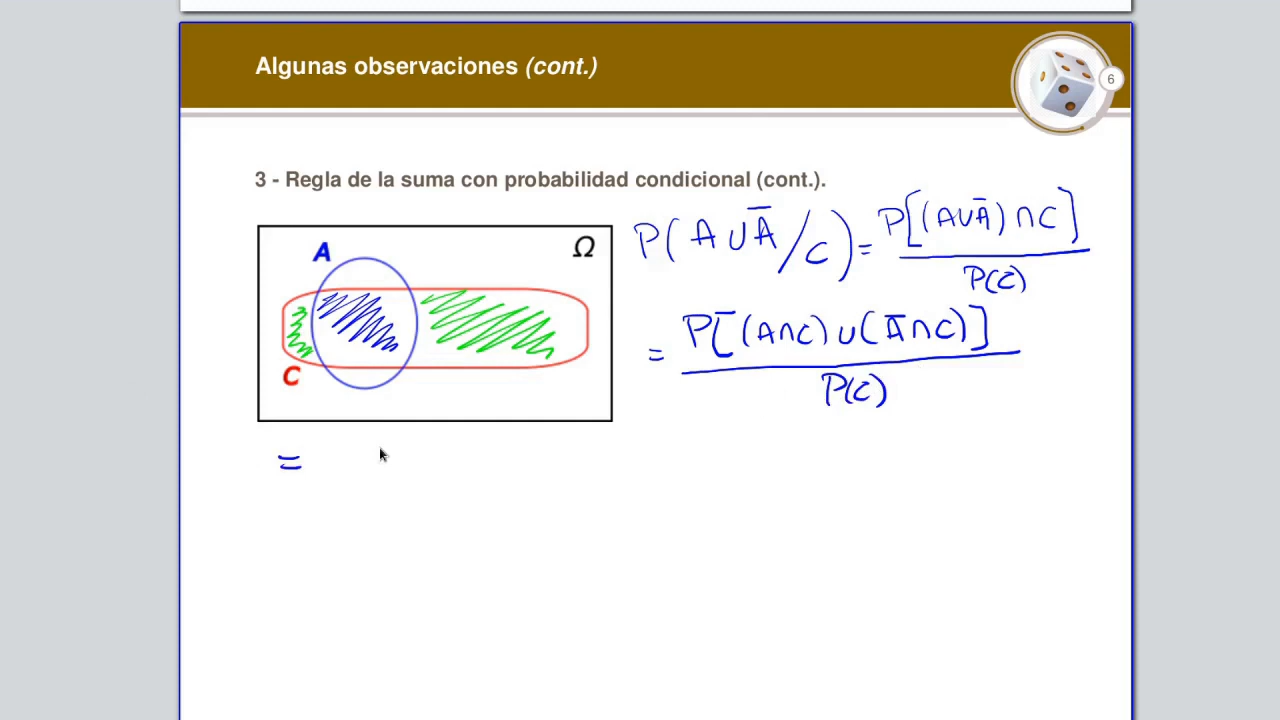 Algunas observaciones (cont.)
6
3 - Regla de la suma con probabilidad condicional (cont.).
A
Ω
C
P(A∪Ā/C) = P[(A∪Ā)∩C]
P(C)
= P[(A∩C)∪(Ā∩C)]
P(C)
=